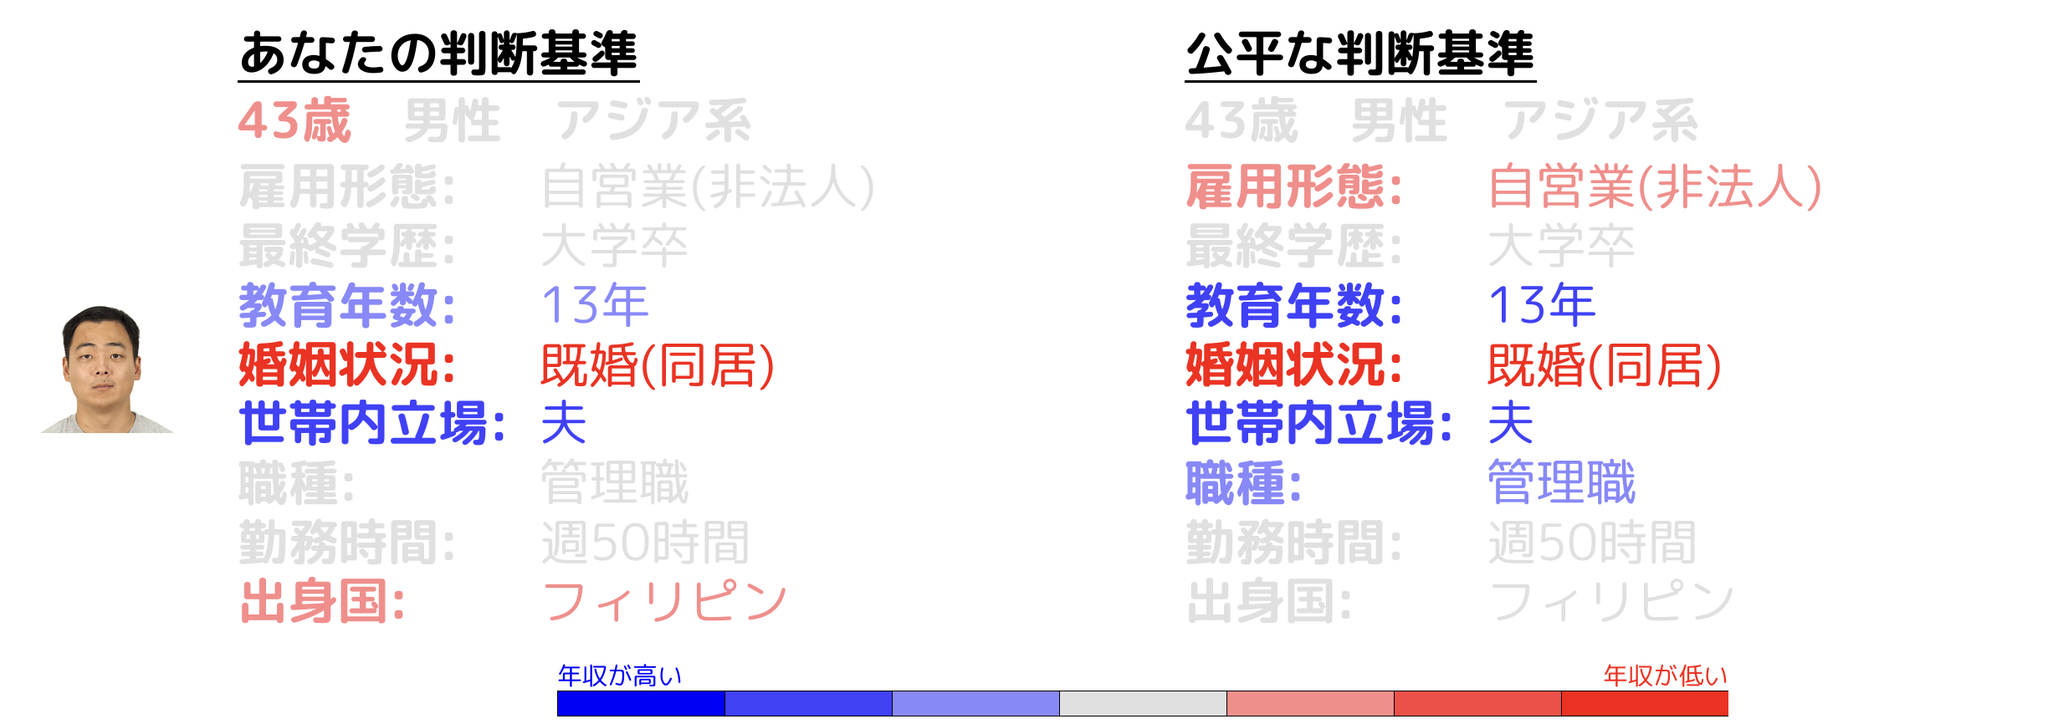 あなたの判断基準
43歳 男性 アジア系
雇用形態: 自営業(非法人)
最終学歴: 大学卒
教育年数: 13年
婚姻状況: 既婚(同居)
世帯内立場: 夫
職種: 管理職
勤務時間: 週50時間
出身国: フィリピン
公平な判断基準
43歳 男性 アジア系
雇用形態: 自営業(非法人)
最終学歴: 大学卒
教育年数: 13年
婚姻状況: 既婚(同居)
世帯内立場: 夫
職種: 管理職
勤務時間: 週50時間
出身国: フィリピン
年収が高い 年収が低い